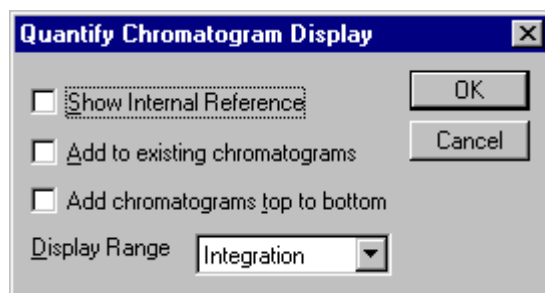 Quantify Chromatogram Display
Show Internal Reference
OK
Add to existing chromatograms
Cancel
Add chromatograms top to bottom
Display Range
Integration